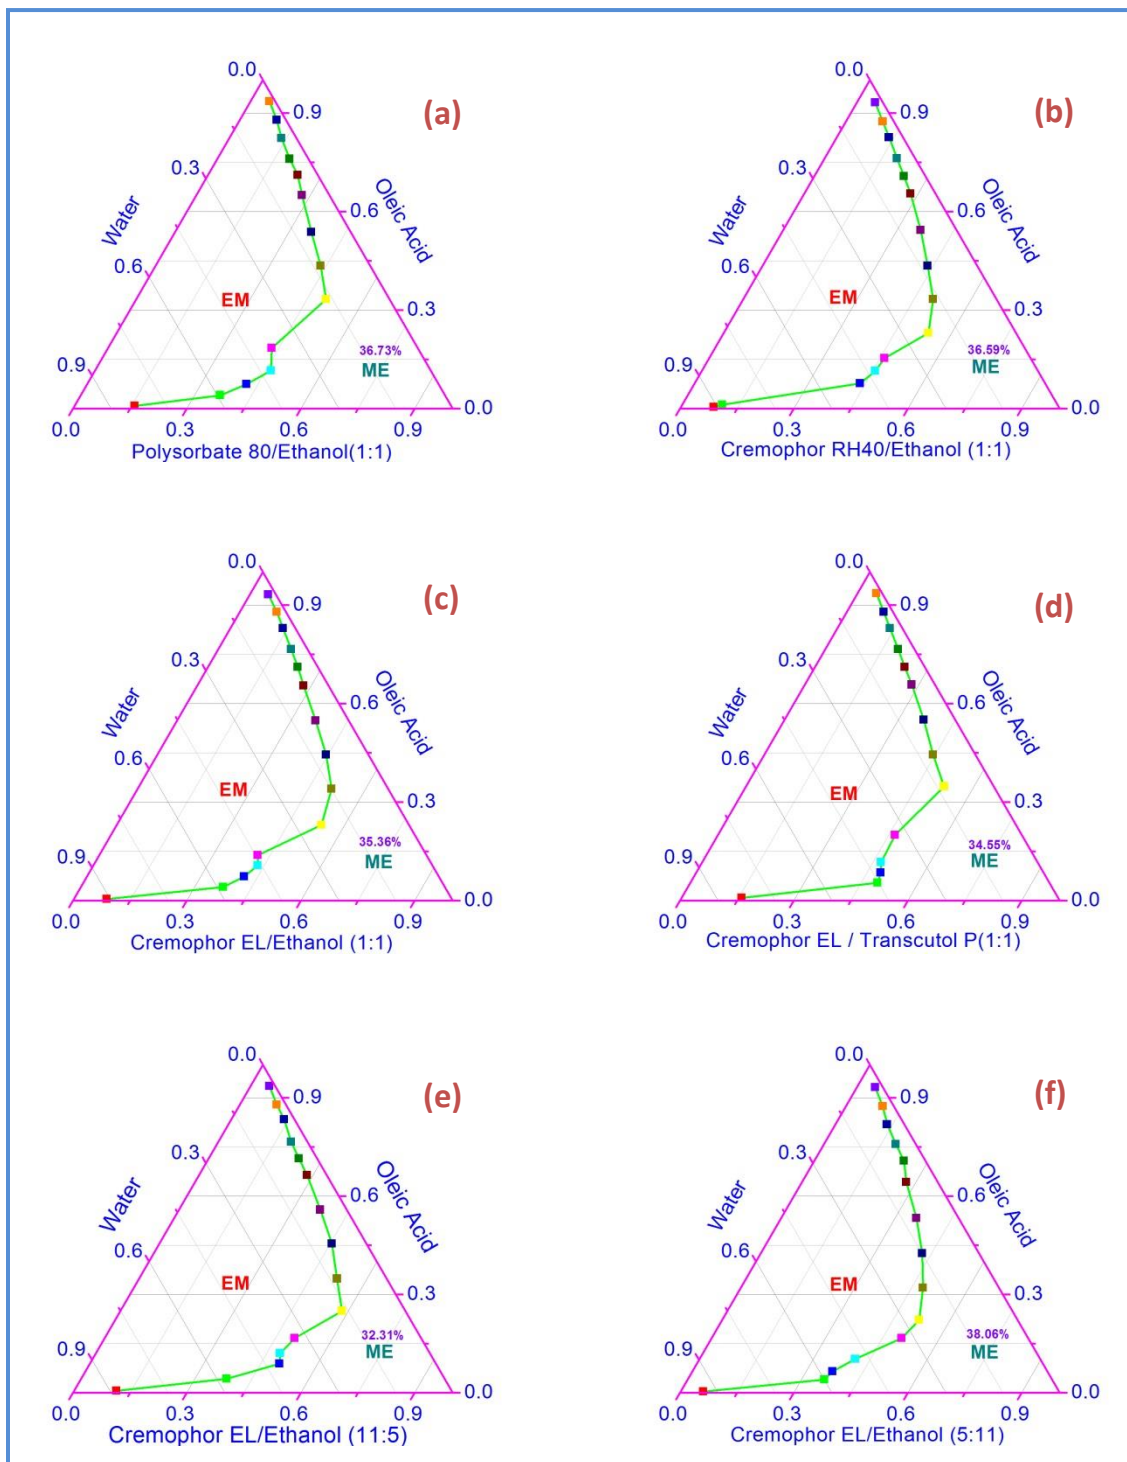 (a)
0.0
0.9
0.3
Water
Oleic Acid
0.6
0.6
EM
0.3
0.9
36.73%
ME
0.0
0.0
0.3
0.6
0.9
Polysorbate 80/Ethanol(1:1)
(b)
0.0
0.9
0.3
Water
Oleic Acid
0.6
0.6
EM
0.3
0.9
36.59%
ME
0.0
0.0
0.3
0.6
0.9
Cremophor RH40/Ethanol (1:1)
(c)
0.0
0.9
0.3
Water
Oleic Acid
0.6
0.6
EM
0.3
0.9
35.36%
ME
0.0
0.0
0.3
0.6
0.9
Cremophor EL/Ethanol (1:1)
(d)
0.0
0.9
0.3
Water
Oleic Acid
0.6
0.6
EM
0.3
0.9
34.55%
ME
0.0
0.0
0.3
0.6
0.9
Cremophor EL / Transcutol P(1:1)
(e)
0.0
0.9
0.3
Water
Oleic Acid
0.6
0.6
EM
0.3
0.9
32.31%
ME
0.0
0.0
0.3
0.6
0.9
Cremophor EL/Ethanol (11:5)
(f)
0.0
0.9
0.3
Water
Oleic Acid
0.6
0.6
EM
0.3
0.9
38.06%
ME
0.0
0.0
0.3
0.6
0.9
Cremophor EL/Ethanol (5:11)